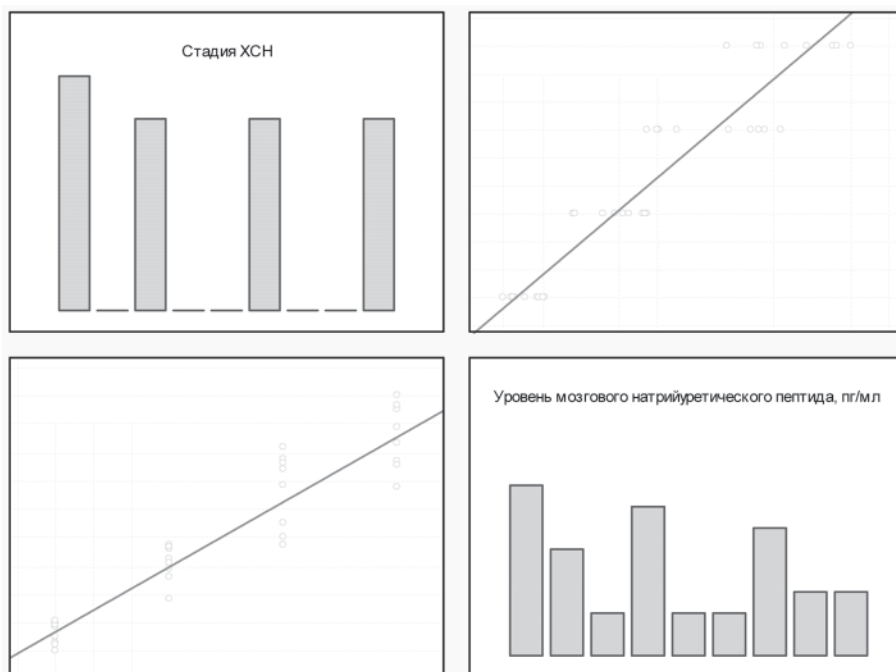 Стадия ХСН
Уровень мозгового натрийуретического пептида, пг/мл